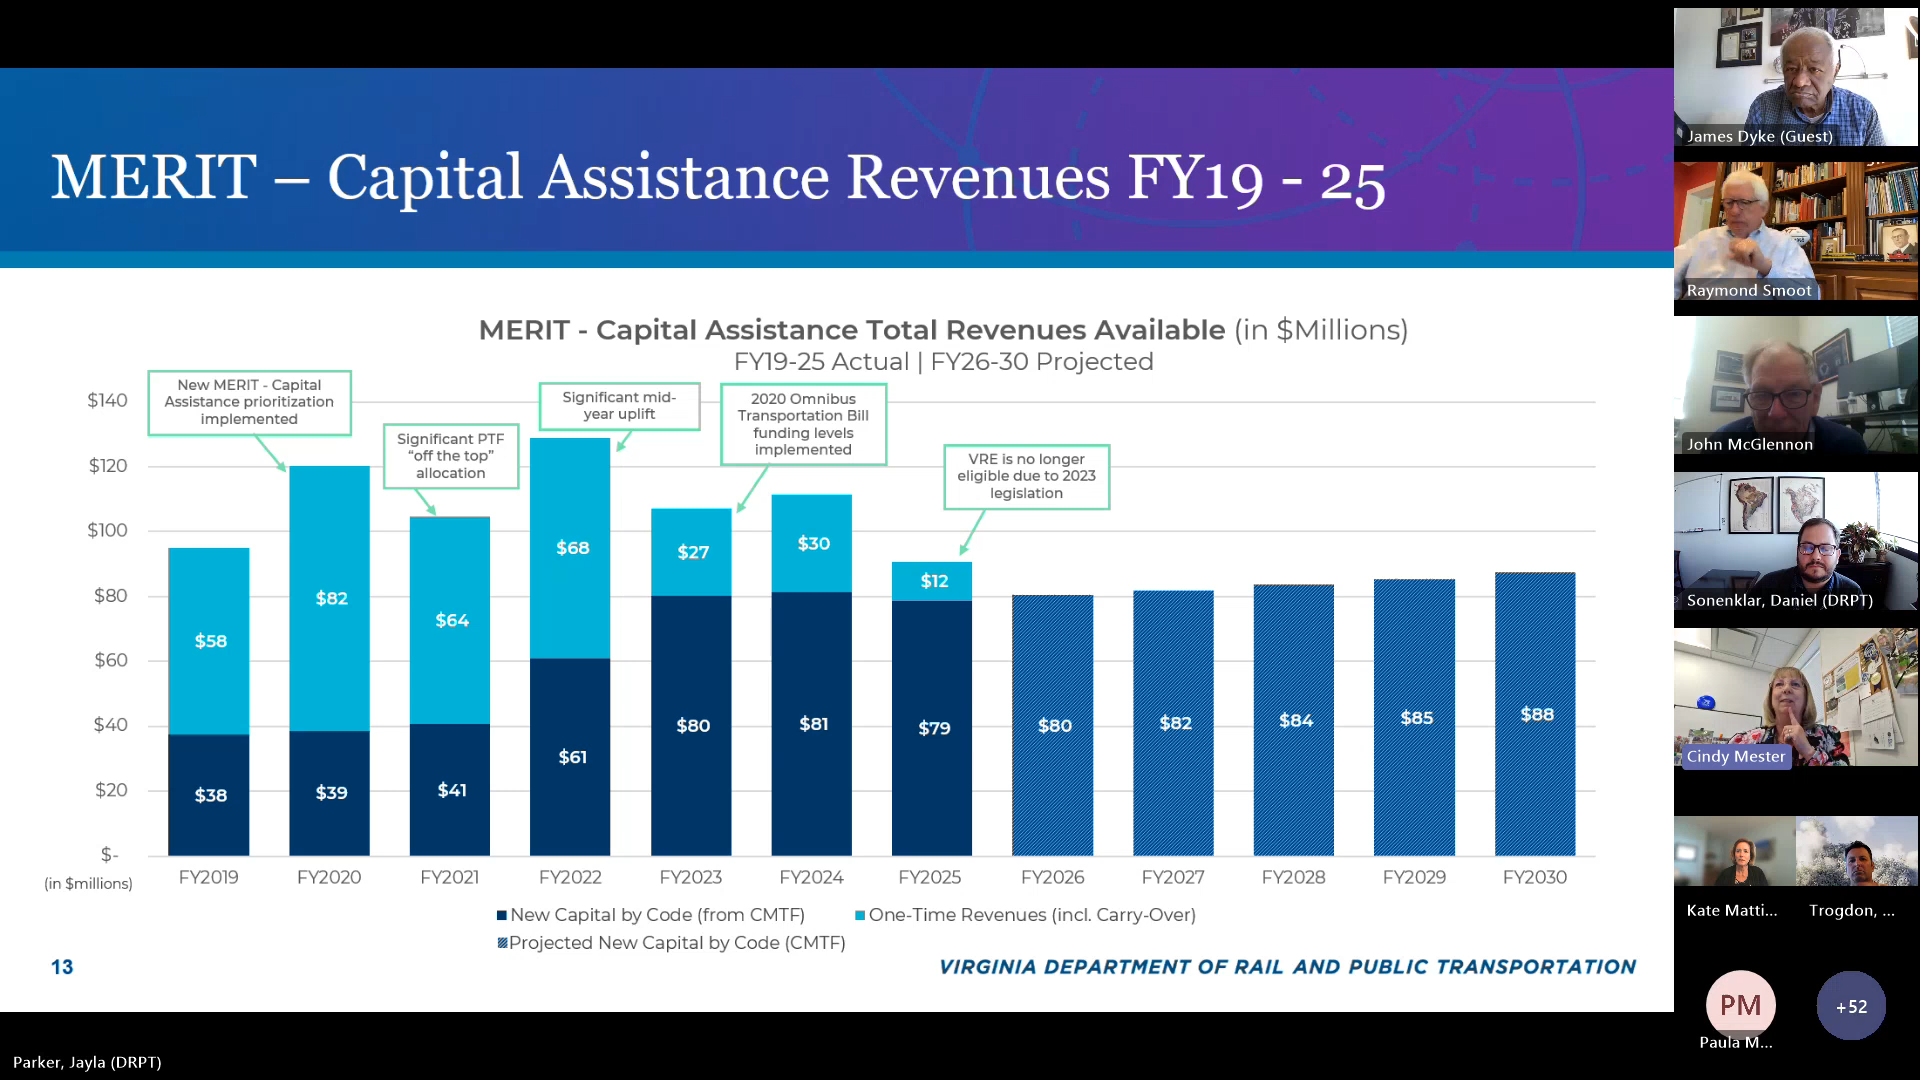 MERIT – Capital Assistance Revenues FY19 - 25
MERIT - Capital Assistance Total Revenues Available (in $Millions)
FY19-25 Actual | FY26-30 Projected
New MERIT - Capital
Assistance prioritization
implemented
Significant PTF
“off the top”
allocation
Significant mid-
year uplift
2020 Omnibus
Transportation Bill
funding levels
implemented
VRE is no longer
eligible due to 2023
legislation
$140
$120
$100
$80
$60
$40
$20
$-
(in $millions)
$58
$82
$64
$68
$27
$30
$12
$38
$39
$41
$61
$80
$81
$79
$80
$82
$84
$85
$88
FY2019
FY2020
FY2021
FY2022
FY2023
FY2024
FY2025
FY2026
FY2027
FY2028
FY2029
FY2030
New Capital by Code (from CMTF)
One-Time Revenues (incl. Carry-Over)
Projected New Capital by Code (CMTF)
13
VIRGINIA DEPARTMENT OF RAIL AND PUBLIC TRANSPORTATION
Parker, Jayla (DRPT)
James Dyke (Guest)
Raymond Smoot
John McGlennon
Sonenklar, Daniel (DRPT)
Cindy Mester
Kate Matti...
Trogdon, ...
PM
Paula M...
+52